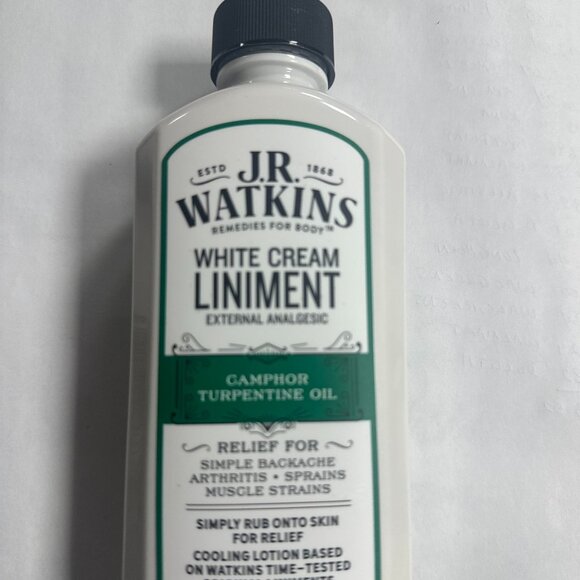 ESTD 1868
J.R.
WATKINS
REMEDIES FOR BODY™
WHITE CREAM
LINIMENT
EXTERNAL ANALGESIC
CAMPHOR
TURPENTINE OIL
RELIEF FOR
SIMPLE BACKACHE
ARTHRITIS • SPRAINS
MUSCLE STRAINS
SIMPLY RUB ONTO SKIN
FOR RELIEF
COOLING LOTION BASED
ON WATKINS TIME-TESTED